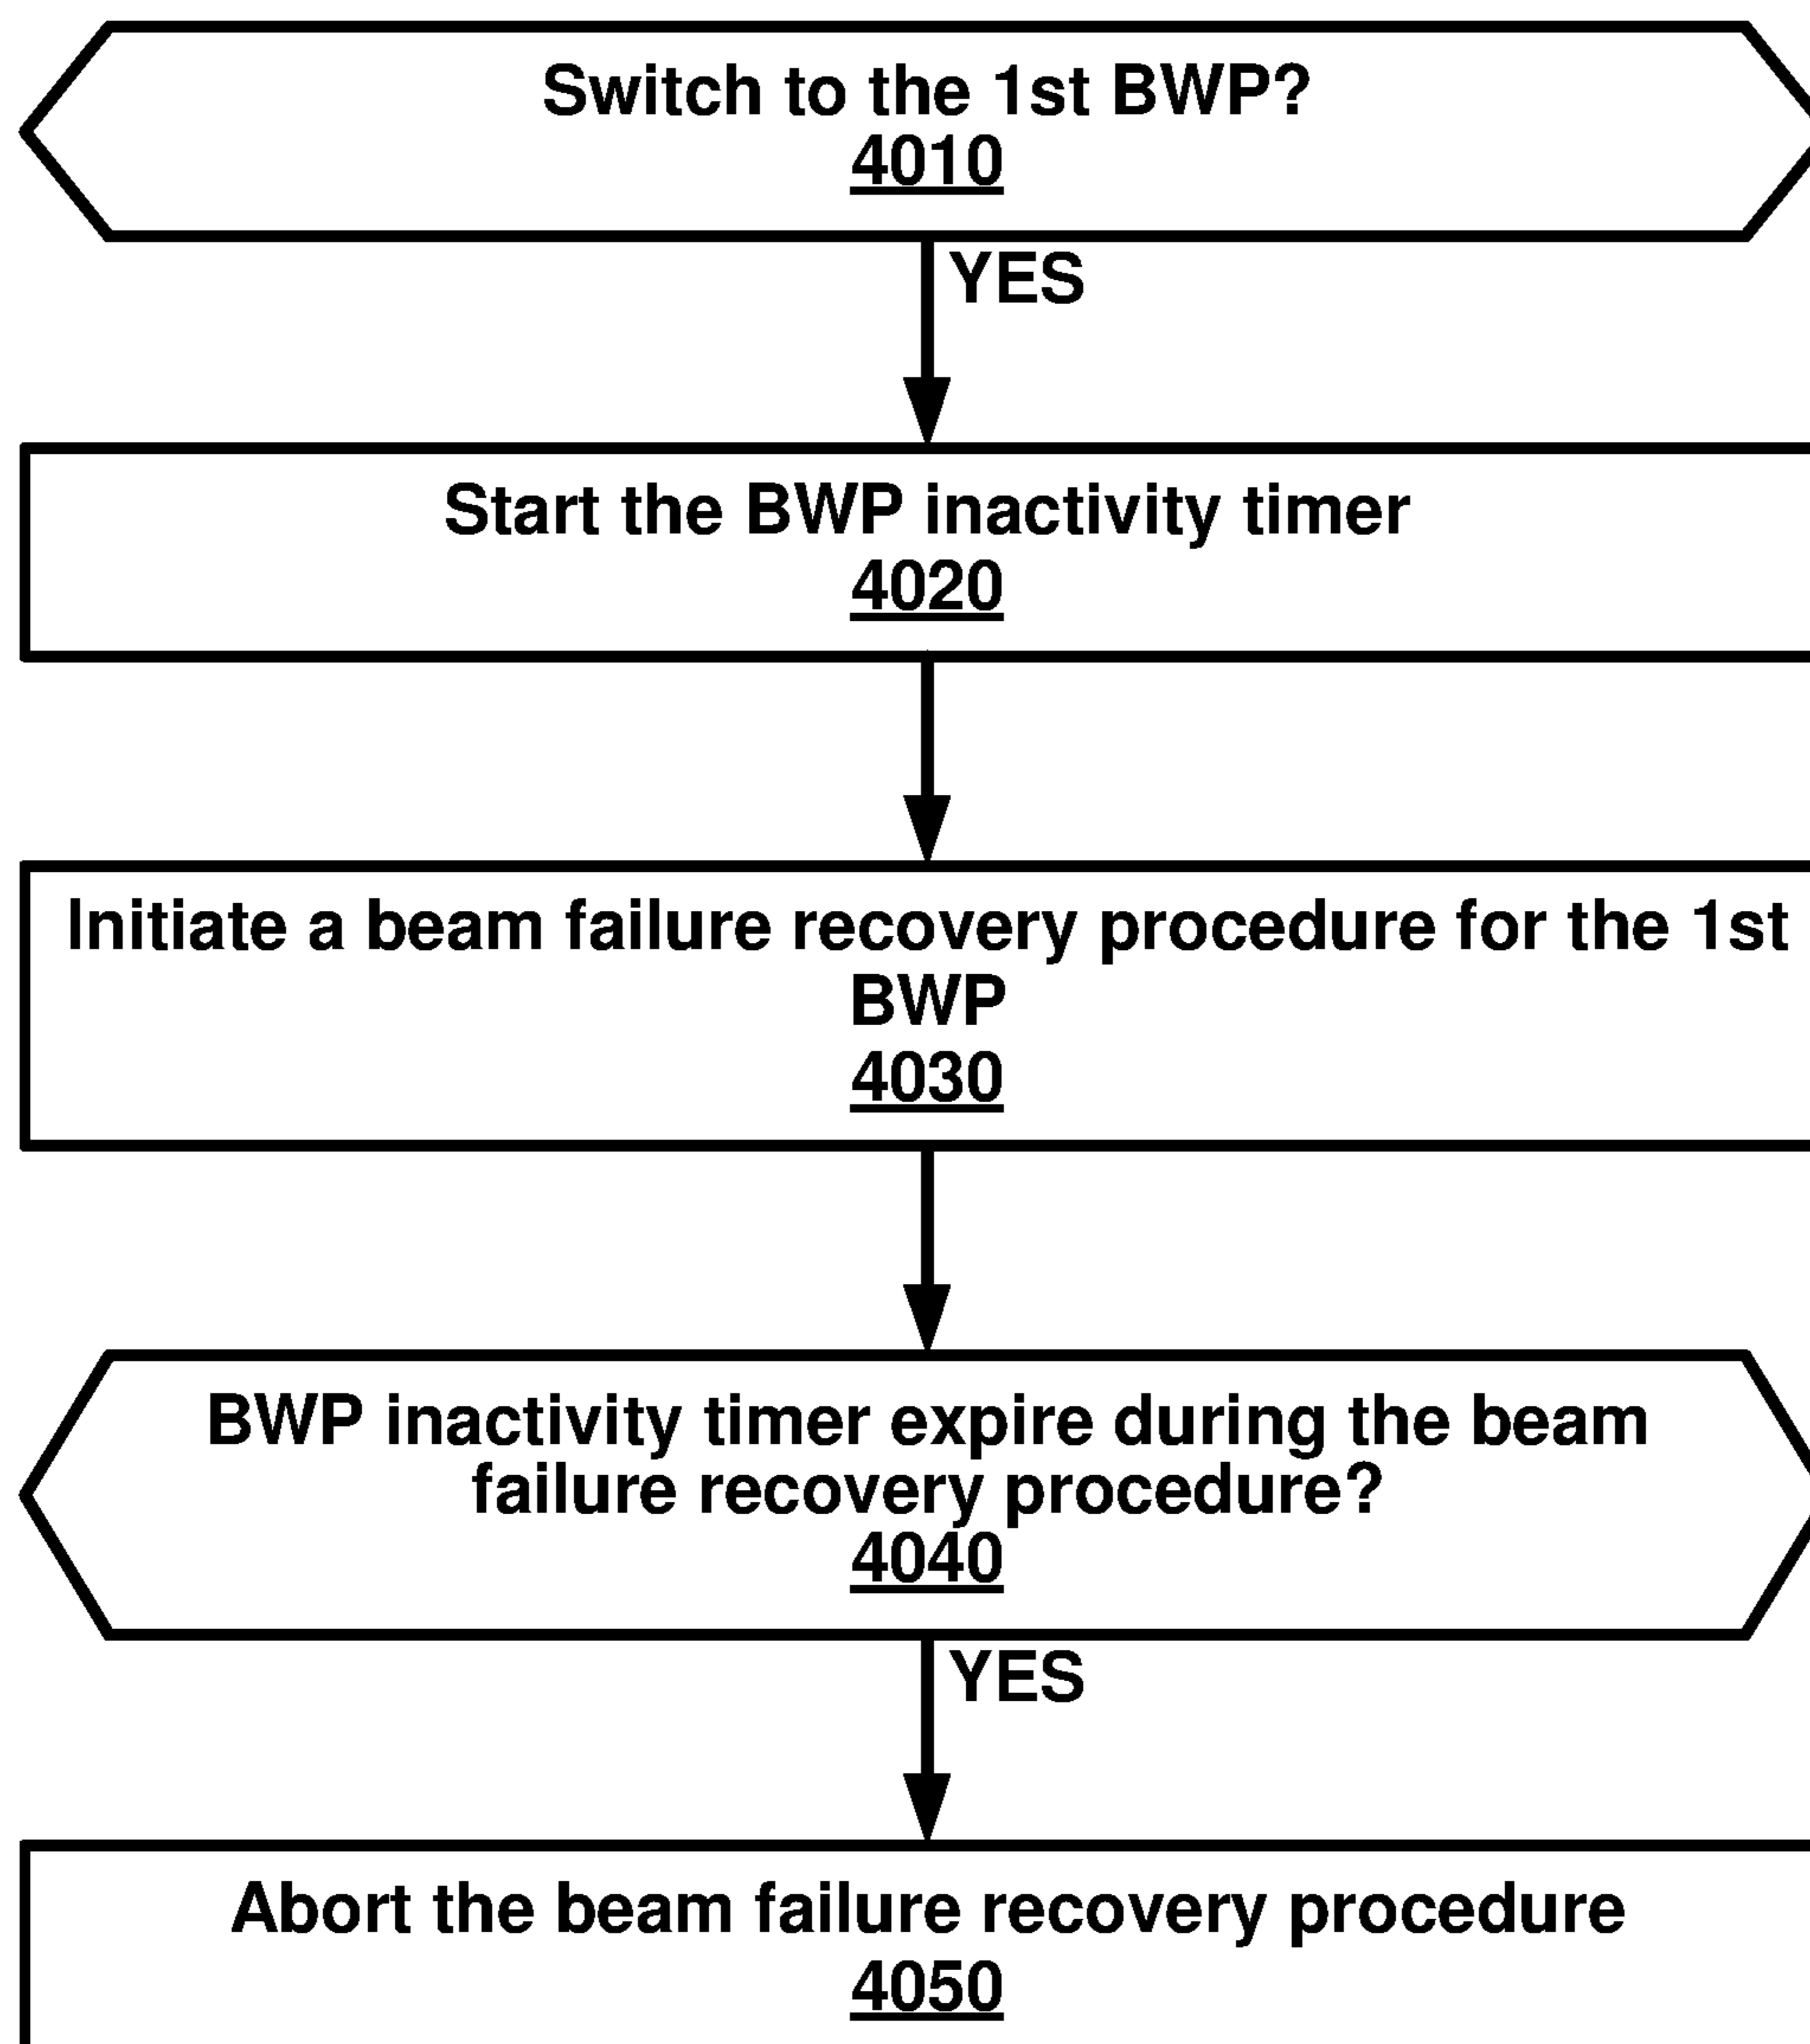 Switch to the 1st BWP?
4010
YES
Start the BWP inactivity timer
4020
Initiate a beam failure recovery procedure for the 1st
BWP
4030
BWP inactivity timer expire during the beam
failure recovery procedure?
4040
YES
Abort the beam failure recovery procedure
4050